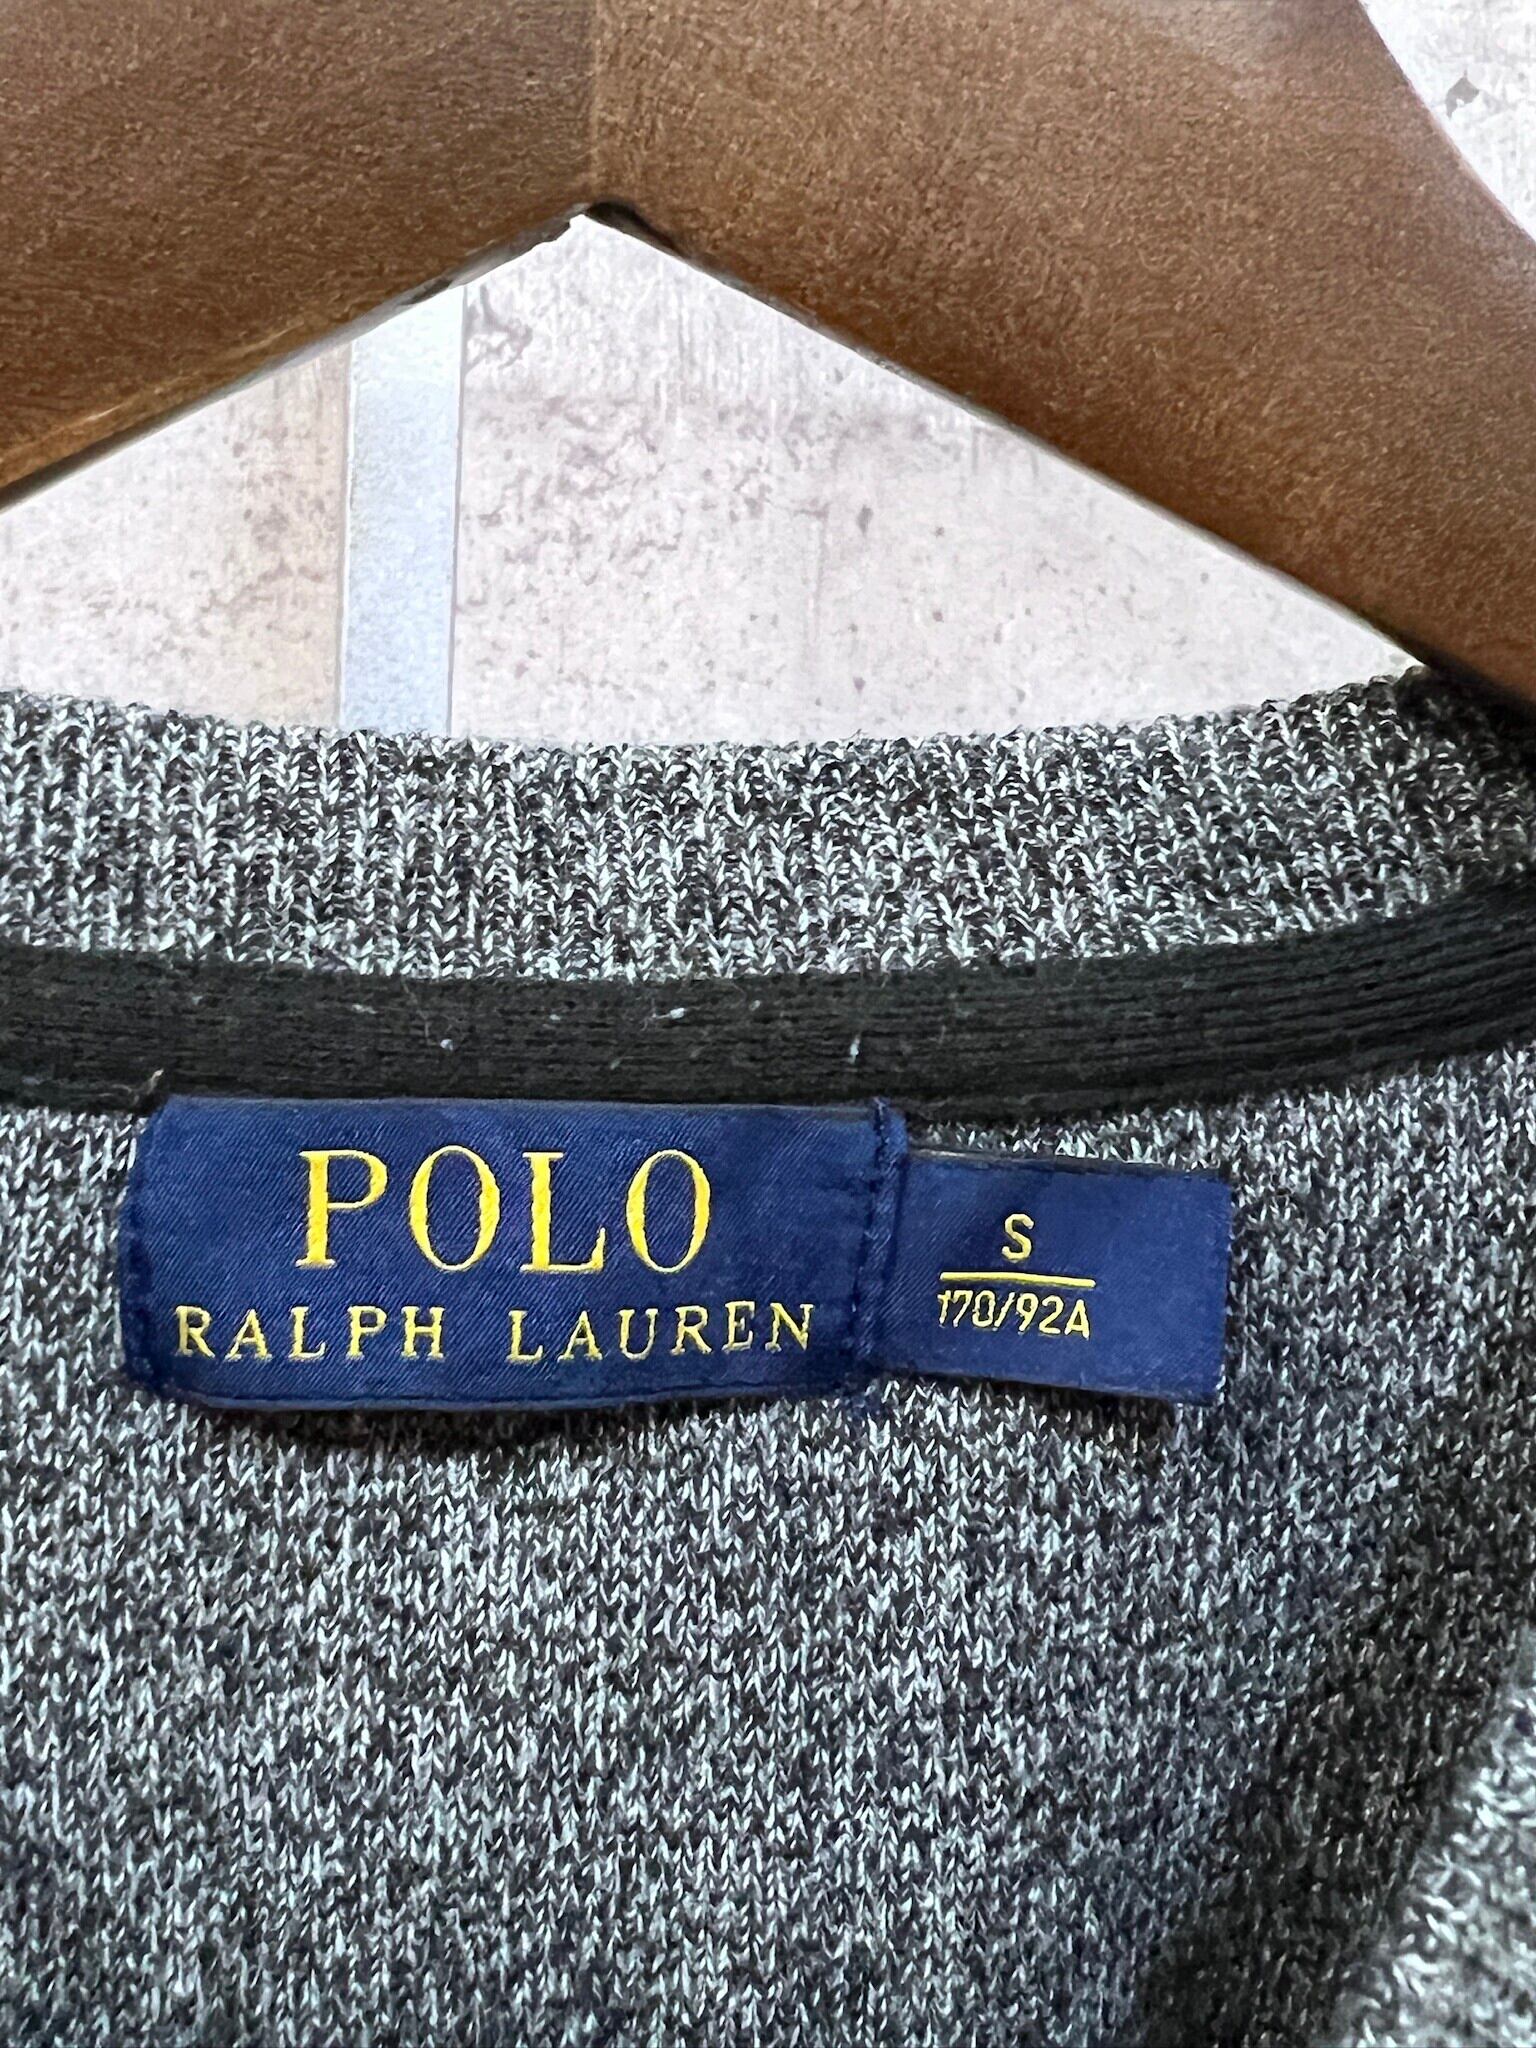 POLO
RALPH LAUREN
S
170/92A